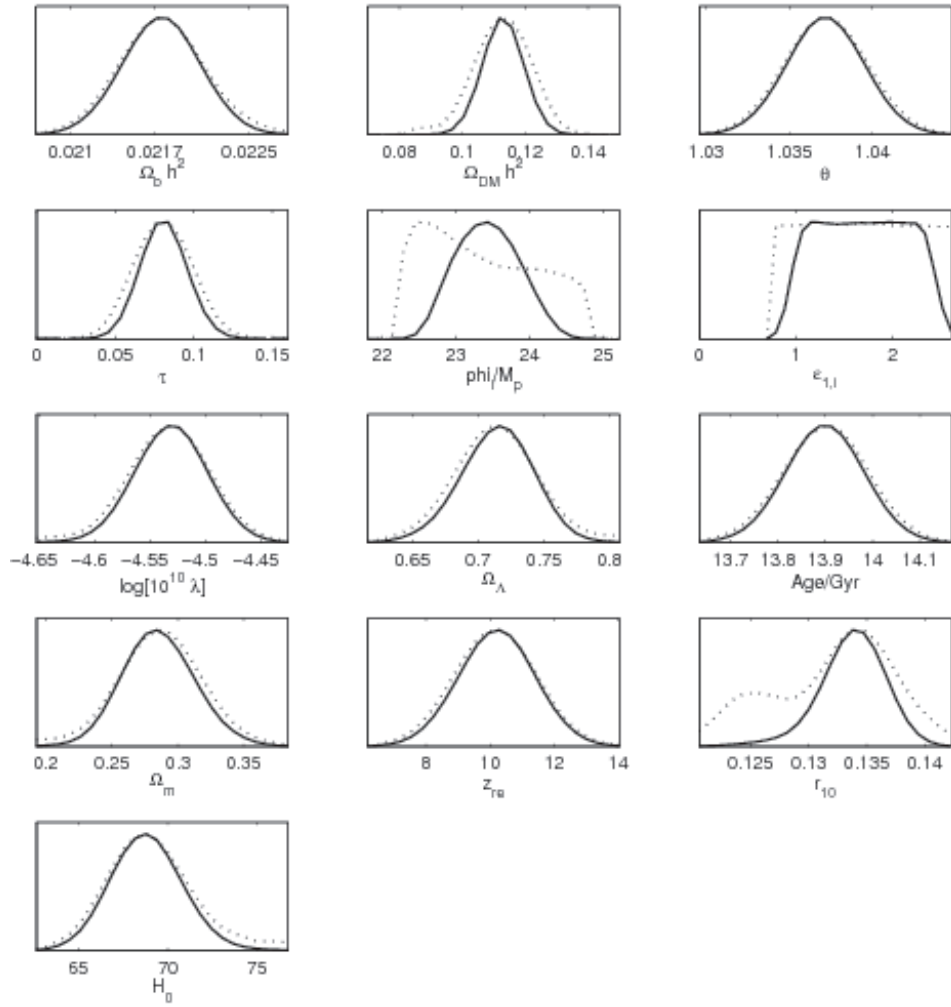 0.021 0.0217 0.0225
Ω_b h²
0.08 0.1 0.12 0.14
Ω_DM h²
1.03 1.035 1.04
θ
0 0.05 0.1 0.15
τ
22 23 24 25
phi_i/M_p
0 1 2
ε_1,i
-4.65 -4.6 -4.55 -4.5 -4.45
log[10¹⁰ λ]
0.65 0.7 0.75 0.8
Ω_Λ
13.7 13.8 13.9 14 14.1
Age/Gyr
0.2 0.25 0.3 0.35
Ω_m
8 10 12 14
z_re
0.125 0.13 0.135 0.14
r_10
65 70 75
H_0